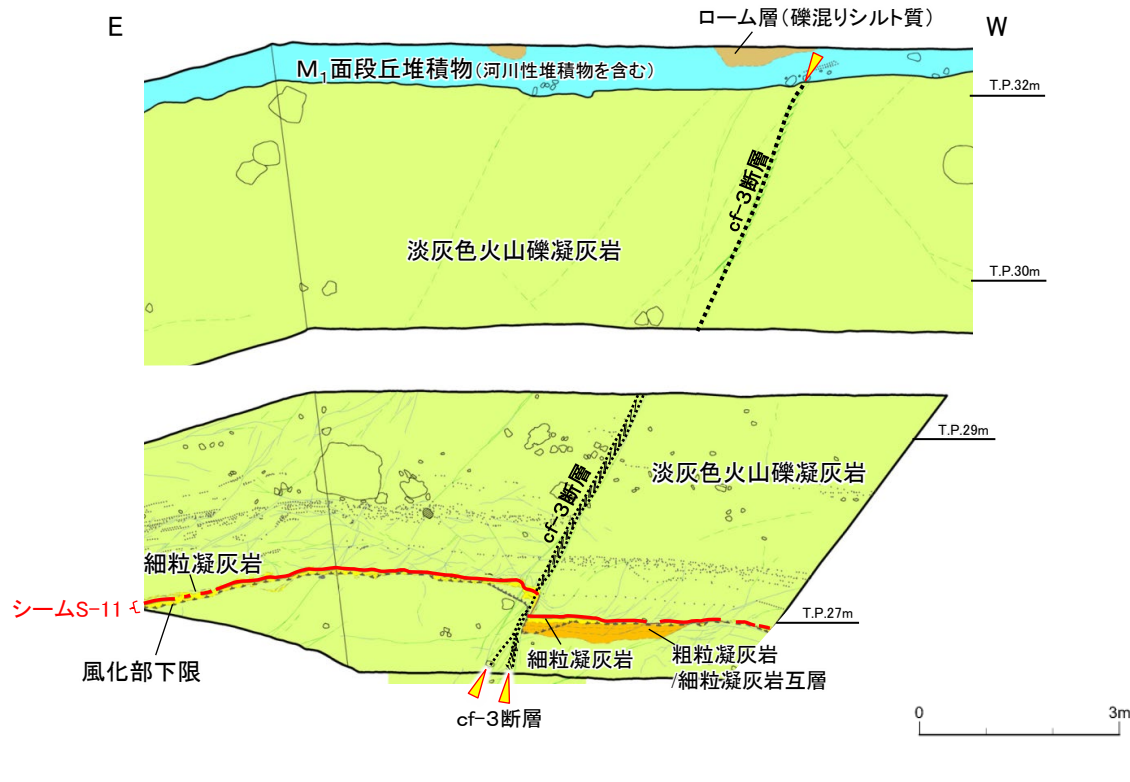 E
W
ローム層(礫混りシルト質)
M₁面段丘堆積物(河川性堆積物を含む)
T.P.32m
cf-3断層
淡灰色火山礫凝灰岩
T.P.30m
T.P.29m
cf-3断層
淡灰色火山礫凝灰岩
細粒凝灰岩
シームS-11
T.P.27m
風化部下限
細粒凝灰岩
粗粒凝灰岩
/細粒凝灰岩互層
cf-3断層
0
3m